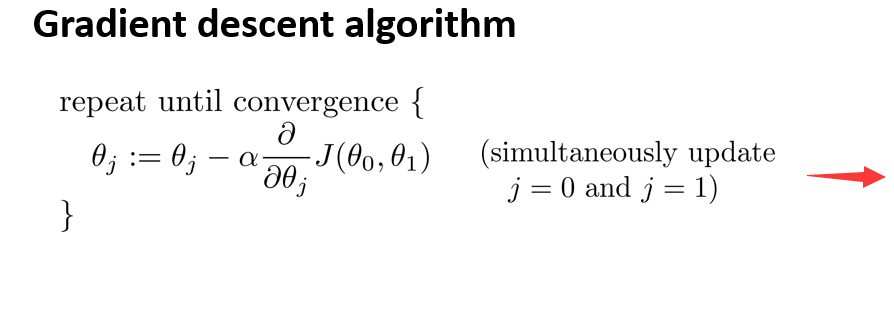 Gradient descent algorithm
repeat until convergence {
θ_j := θ_j − α ∂/∂θ_j J(θ_0, θ_1) (simultaneously update
j = 0 and j = 1)
}